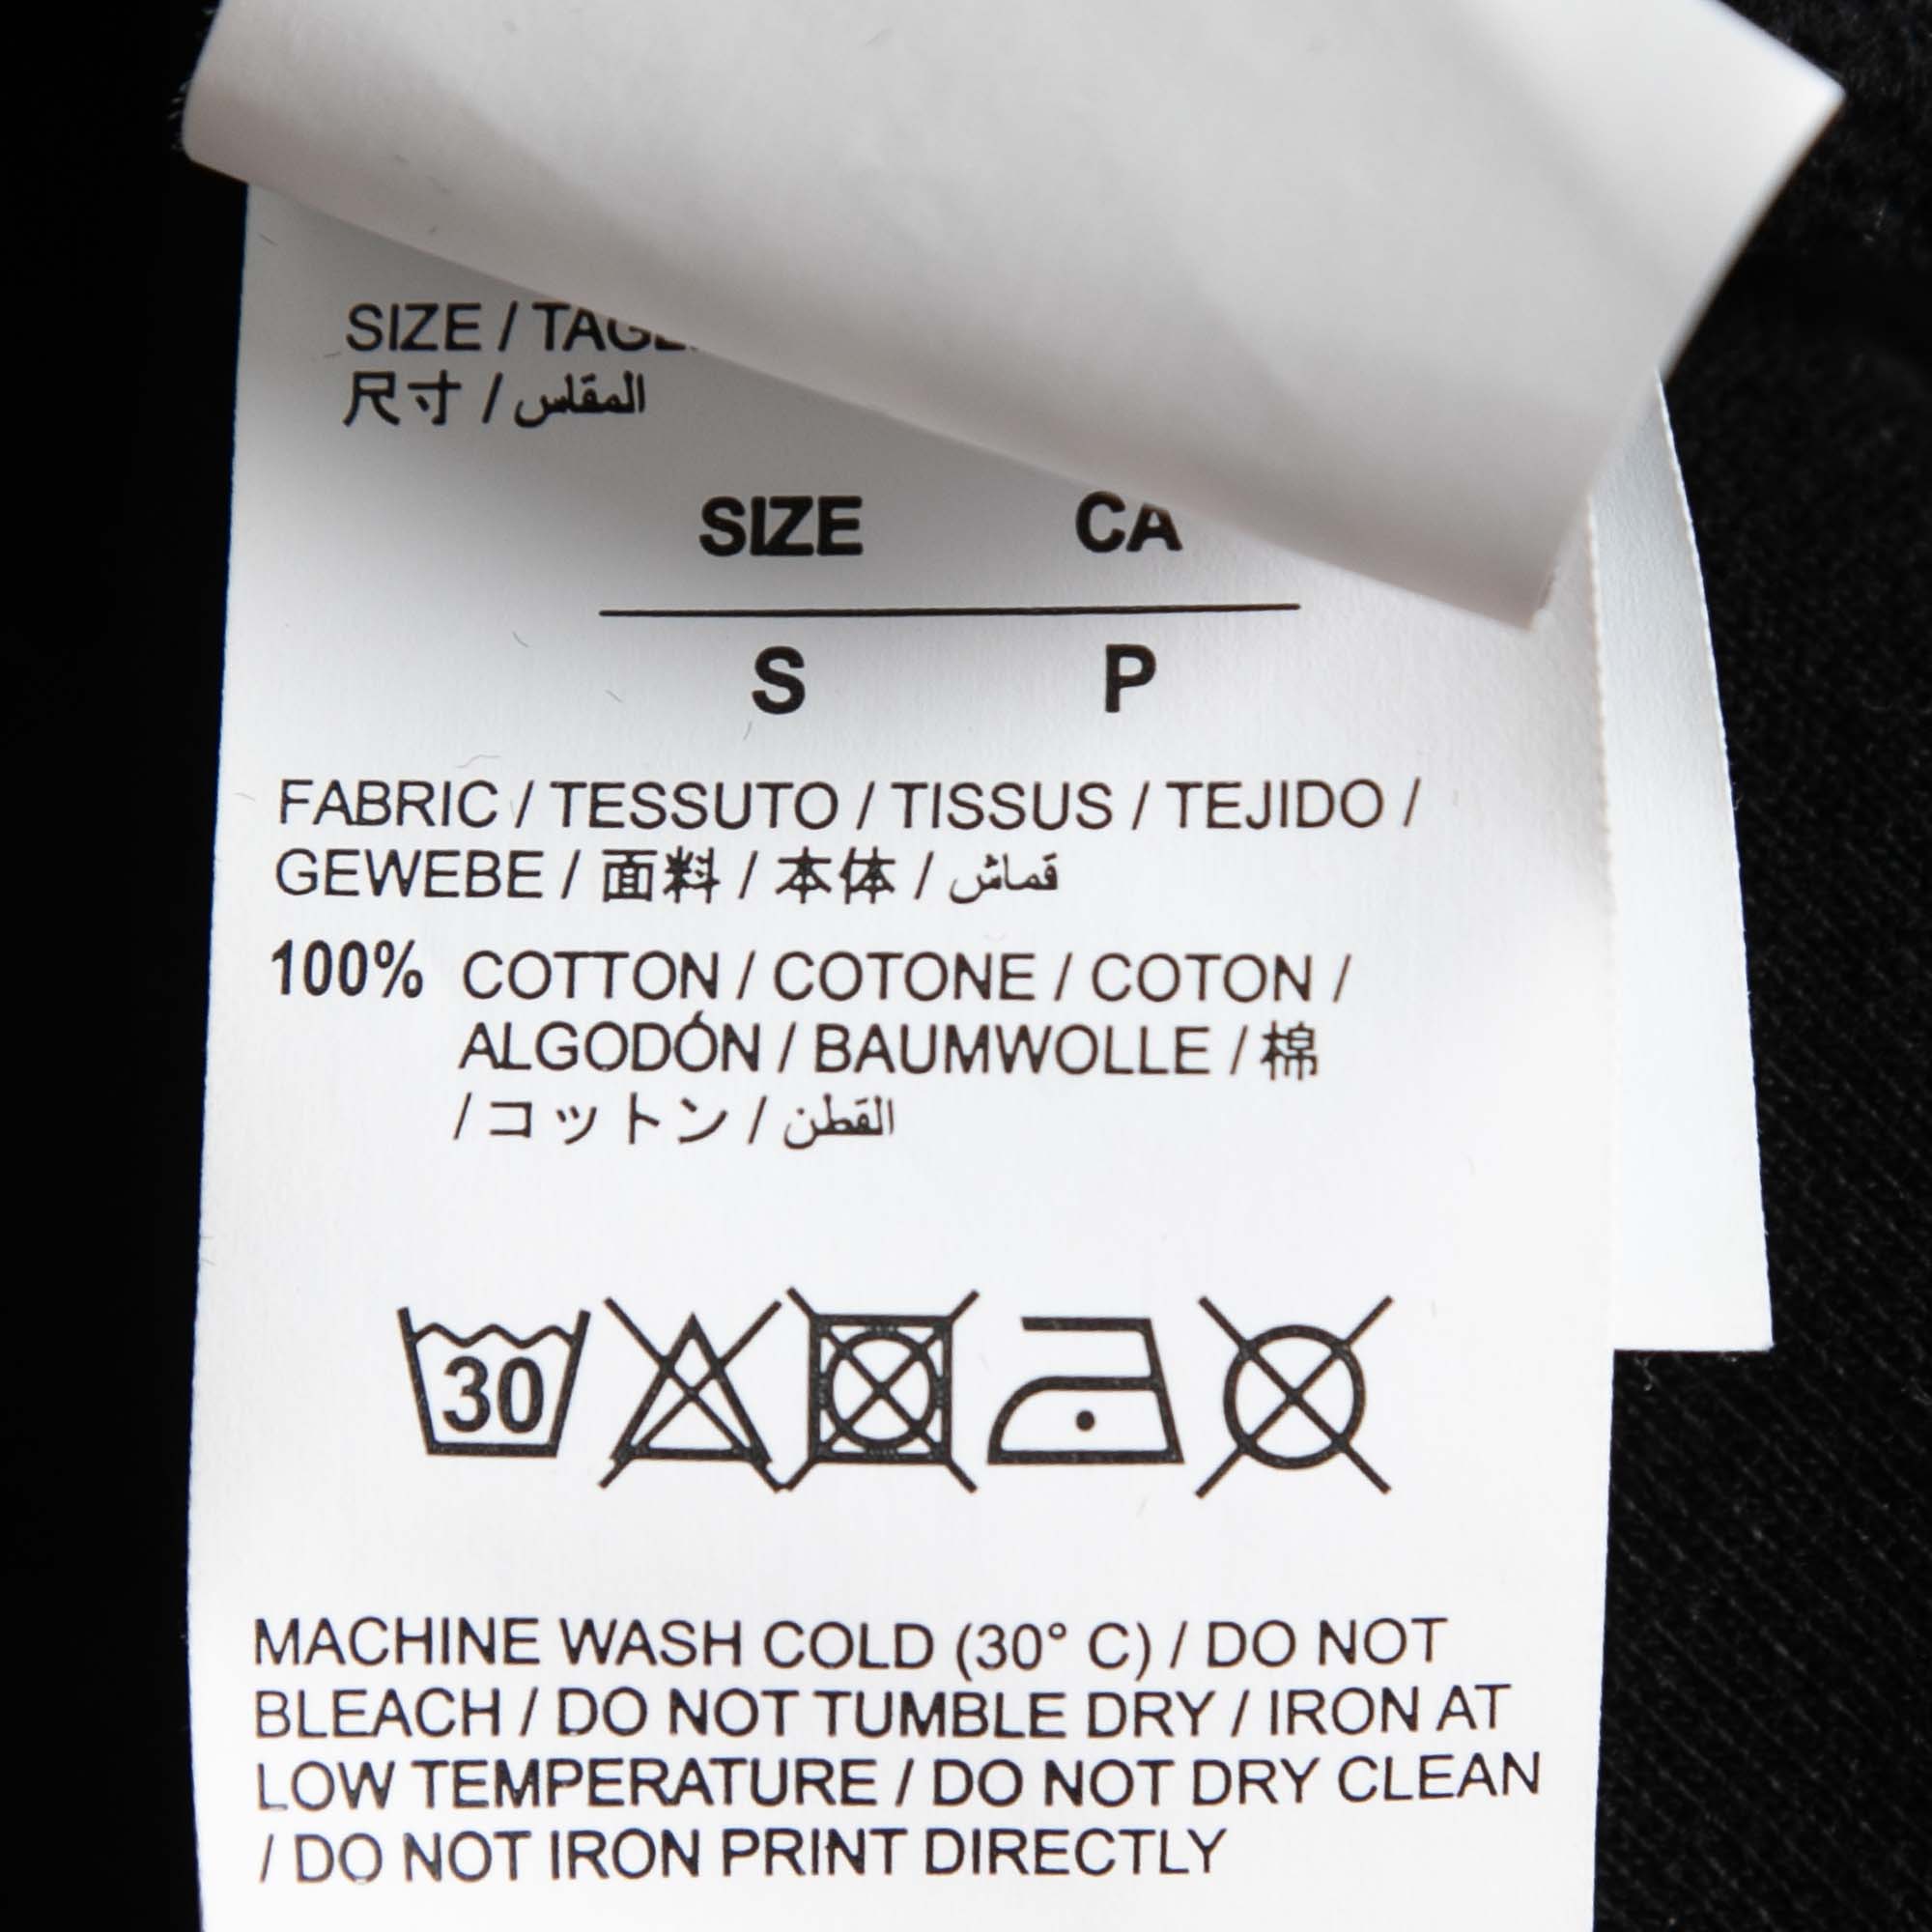 SIZE /
尺寸 / المقاس
SIZE CA
S P
FABRIC / TESSUTO / TISSUS / TEJIDO /
GEWEBE / 面料 / 本体 / قماش
100% COTTON / COTONE / COTON /
ALGODÓN / BAUMWOLLE / 棉
/ コットン / القطن
30
MACHINE WASH COLD (30° C) / DO NOT
BLEACH / DO NOT TUMBLE DRY / IRON AT
LOW TEMPERATURE / DO NOT DRY CLEAN
/ DO NOT IRON PRINT DIRECTLY